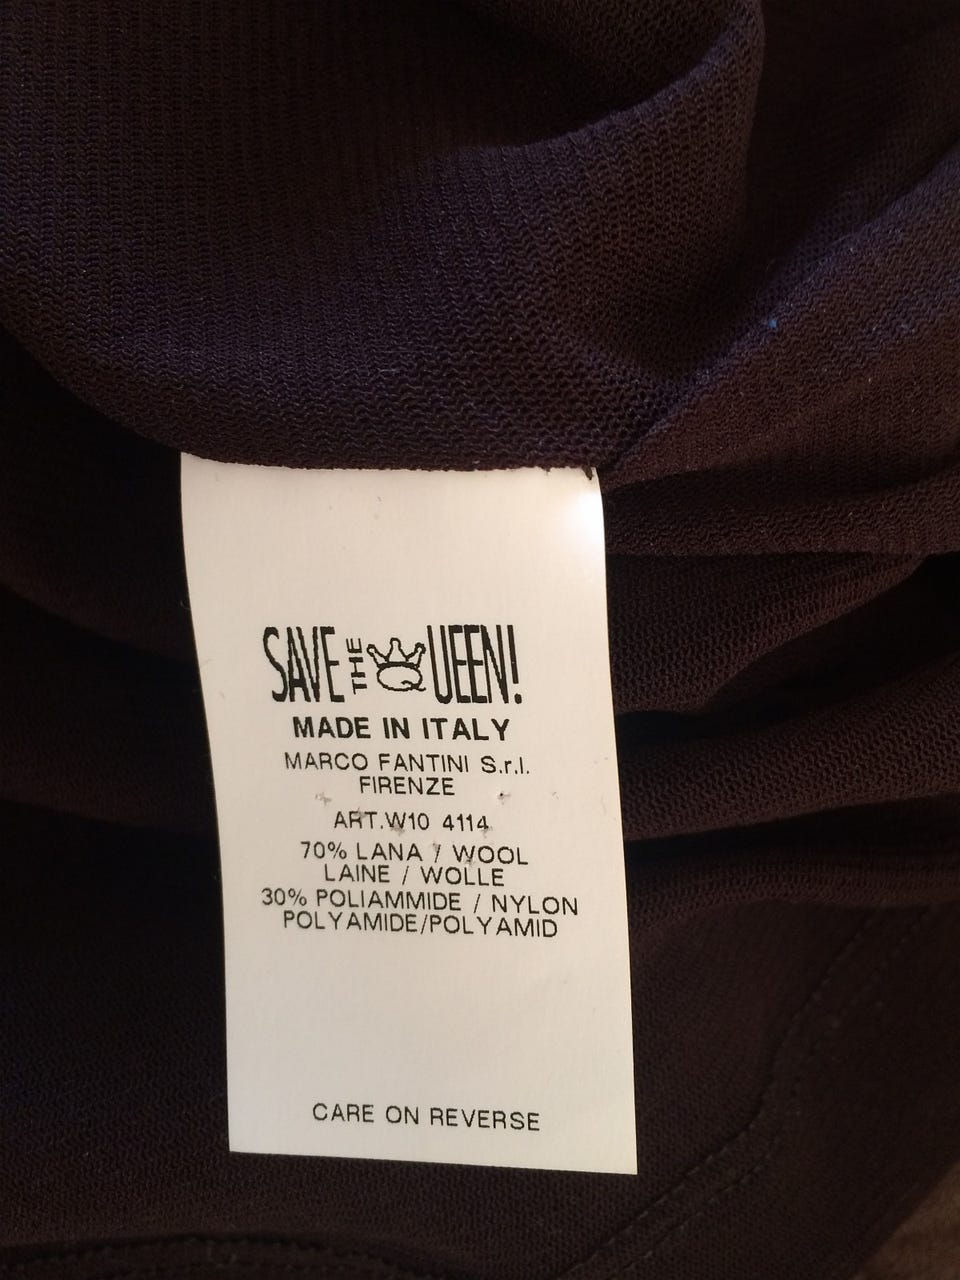 SAVE THE QUEEN!
MADE IN ITALY
MARCO FANTINI S.r.l.
FIRENZE
ART.W10 4114
70% LANA / WOOL
LAINE / WOLLE
30% POLIAMMIDE / NYLON
POLYAMIDE/POLYAMID
CARE ON REVERSE